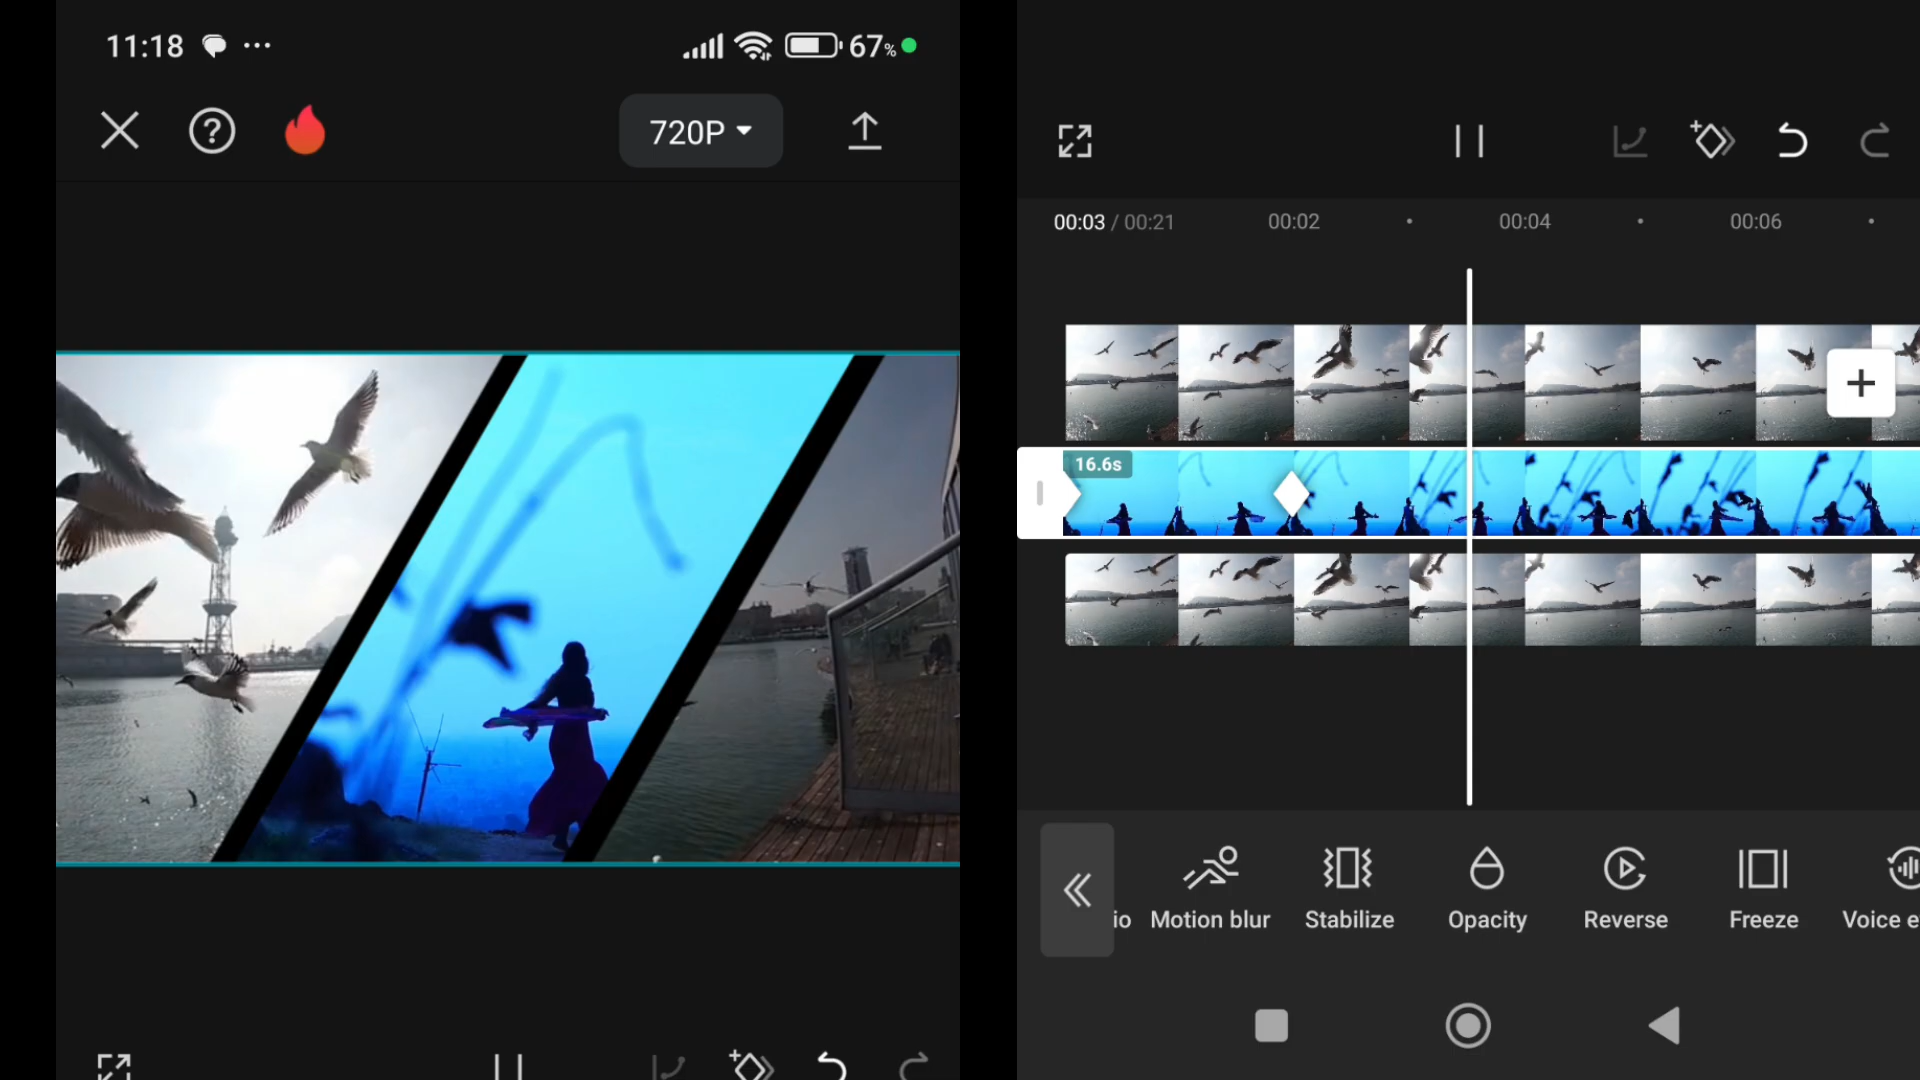 11:18
67%
720P
00:03 / 00:21 00:02 00:04 00:06
16.6s
io Motion blur Stabilize Opacity Reverse Freeze Voice e